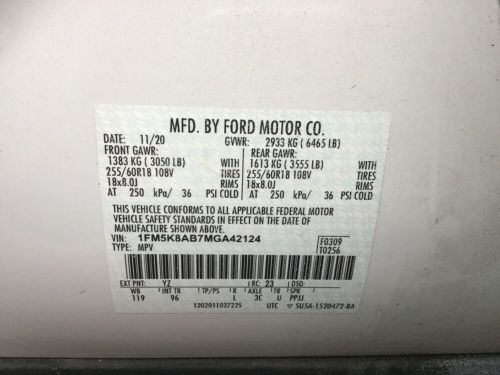 MFD. BY FORD MOTOR CO.
DATE: 11/20 GVWR: 2933 KG ( 6465 LB)
FRONT GAWR: REAR GAWR:
1383 KG ( 3050 LB) WITH 1613 KG ( 3555 LB) WITH
255/60R18 108V TIRES 255/60R18 108V TIRES
18x8.0J RIMS 18x8.0J RIMS
AT 250 kPa/ 36 PSI COLD AT 250 kPa/ 36 PSI COLD
THIS VEHICLE CONFORMS TO ALL APPLICABLE FEDERAL MOTOR
VEHICLE SAFETY STANDARDS IN EFFECT ON THE DATE OF
MANUFACTURE SHOWN ABOVE.
VIN: 1FM5K8AB7MGA42124 F0309
TYPE: MPV T0256
EXT PNT: YZ RC: 23 DSO:
WB INT TR TP/PS R AXLE TR SPR
119 96 L 3C U PPJJ
1202011027225 UTC 5U5A-1520472-BA